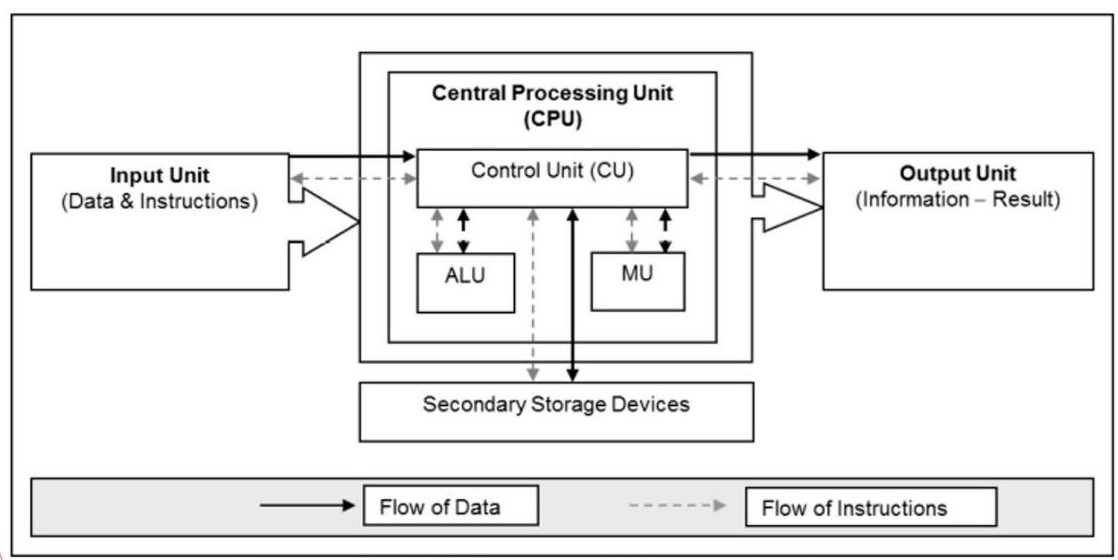 Central Processing Unit
(CPU)
Input Unit
(Data & Instructions)
Control Unit (CU)
Output Unit
(Information – Result)
ALU
MU
Secondary Storage Devices
Flow of Data
Flow of Instructions